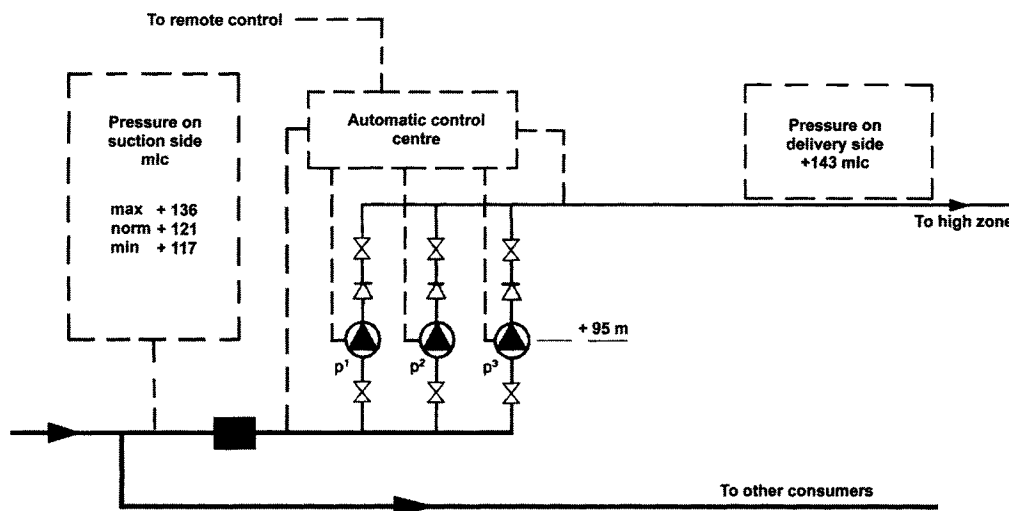 To remote control
Pressure on
suction side
mlc
max + 136
norm + 121
min + 117
Automatic control
centre
Pressure on
delivery side
+143 mlc
To high zone
+ 95 m
p¹
p²
p³
To other consumers